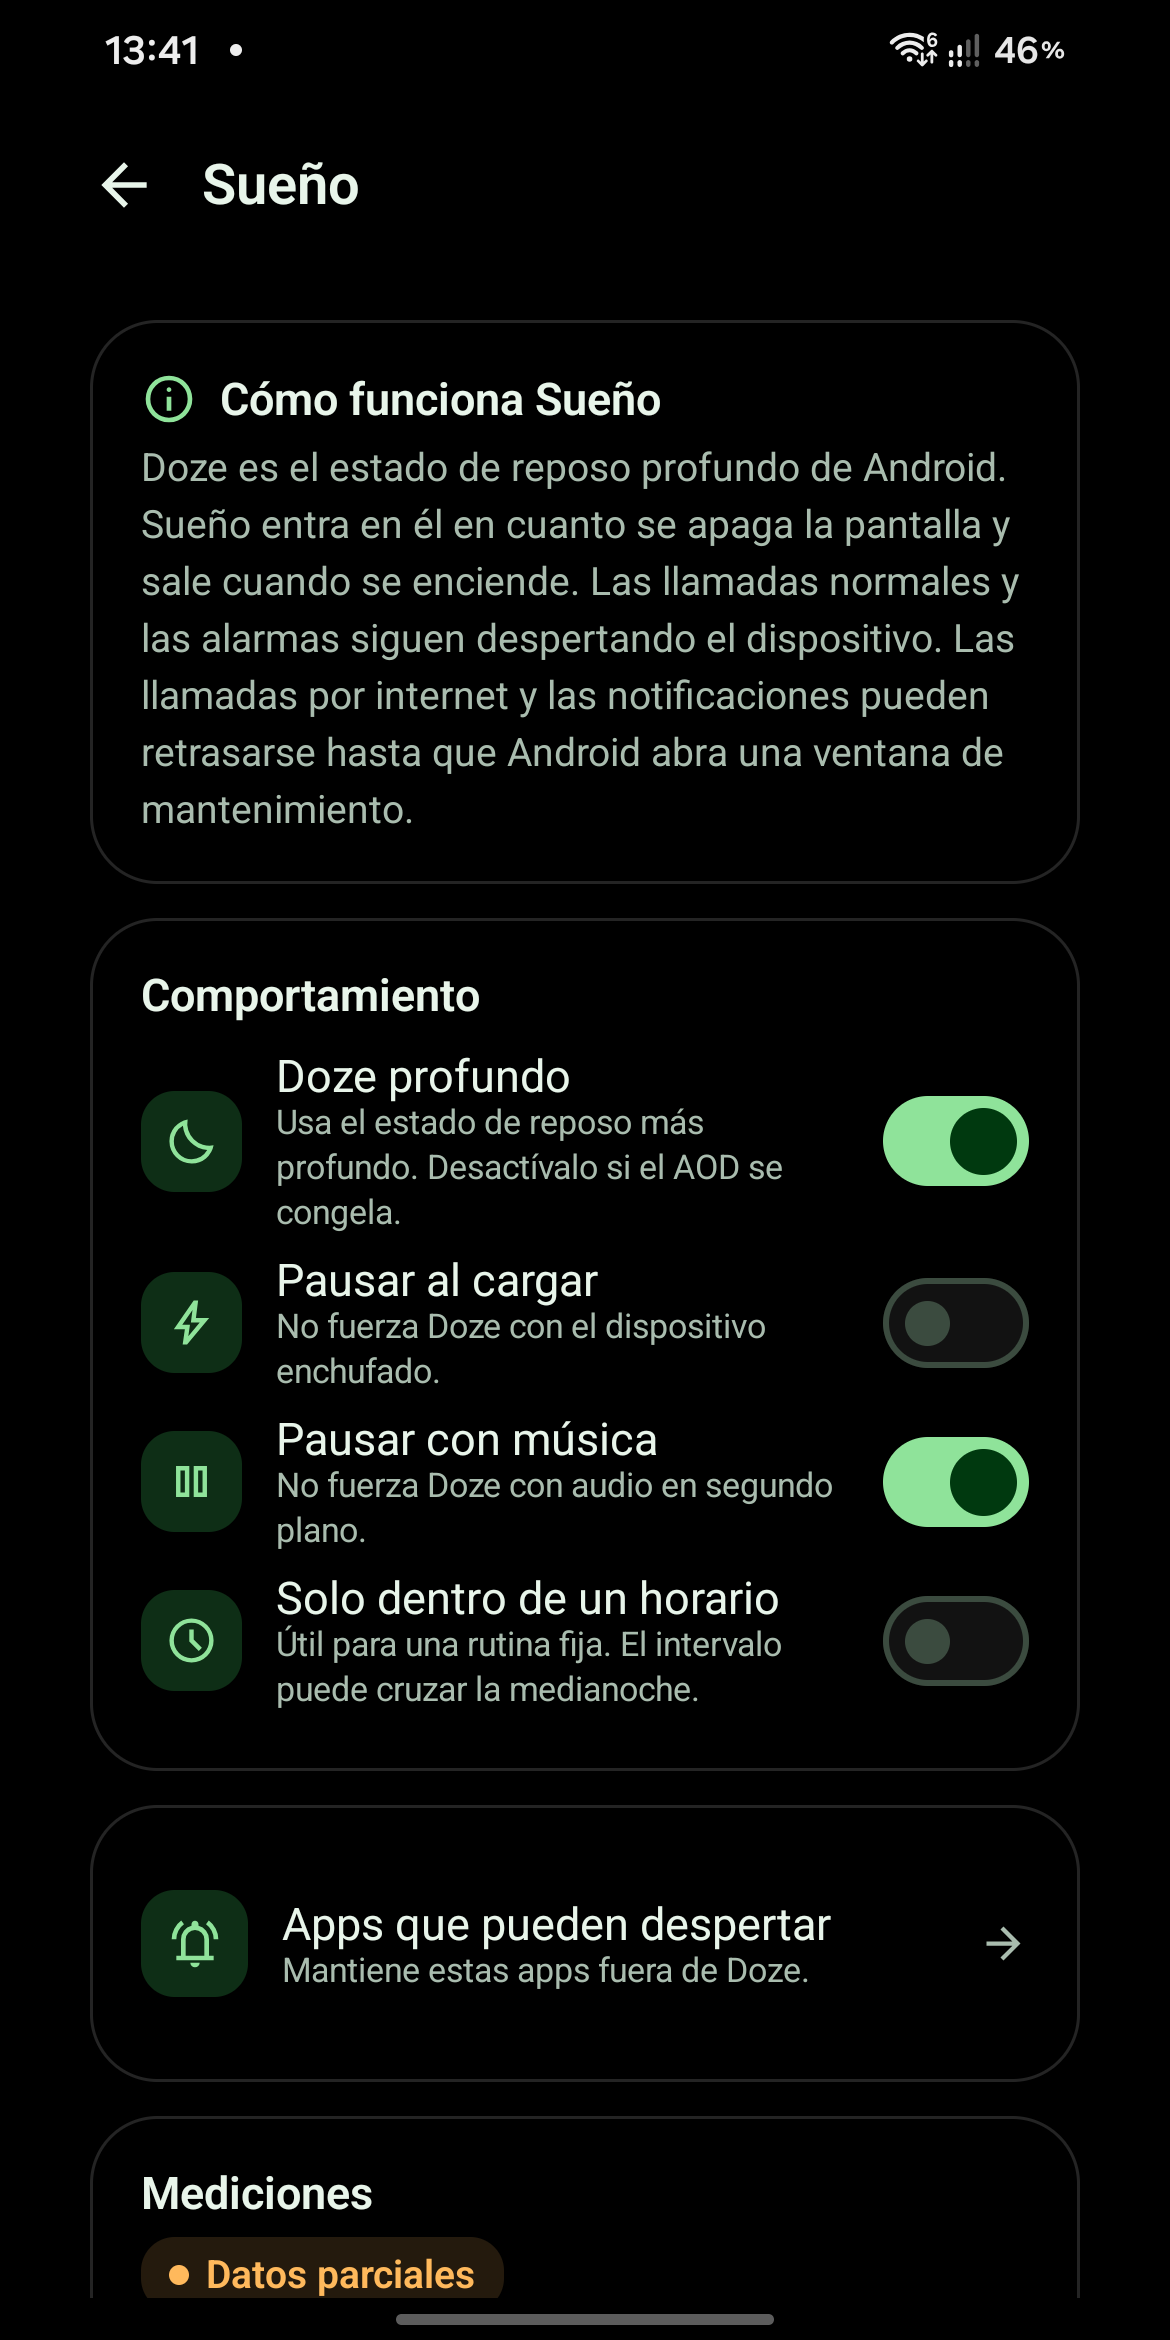 13:41
6
46%
Sueño
Cómo funciona Sueño
Doze es el estado de reposo profundo de Android.
Sueño entra en él en cuanto se apaga la pantalla y
sale cuando se enciende. Las llamadas normales y
las alarmas siguen despertando el dispositivo. Las
llamadas por internet y las notificaciones pueden
retrasarse hasta que Android abra una ventana de
mantenimiento.
Comportamiento
Doze profundo
Usa el estado de reposo más
profundo. Desactívalo si el AOD se
congela.
Pausar al cargar
No fuerza Doze con el dispositivo
enchufado.
Pausar con música
No fuerza Doze con audio en segundo
plano.
Solo dentro de un horario
Útil para una rutina fija. El intervalo
puede cruzar la medianoche.
Apps que pueden despertar
Mantiene estas apps fuera de Doze.
Mediciones
Datos parciales